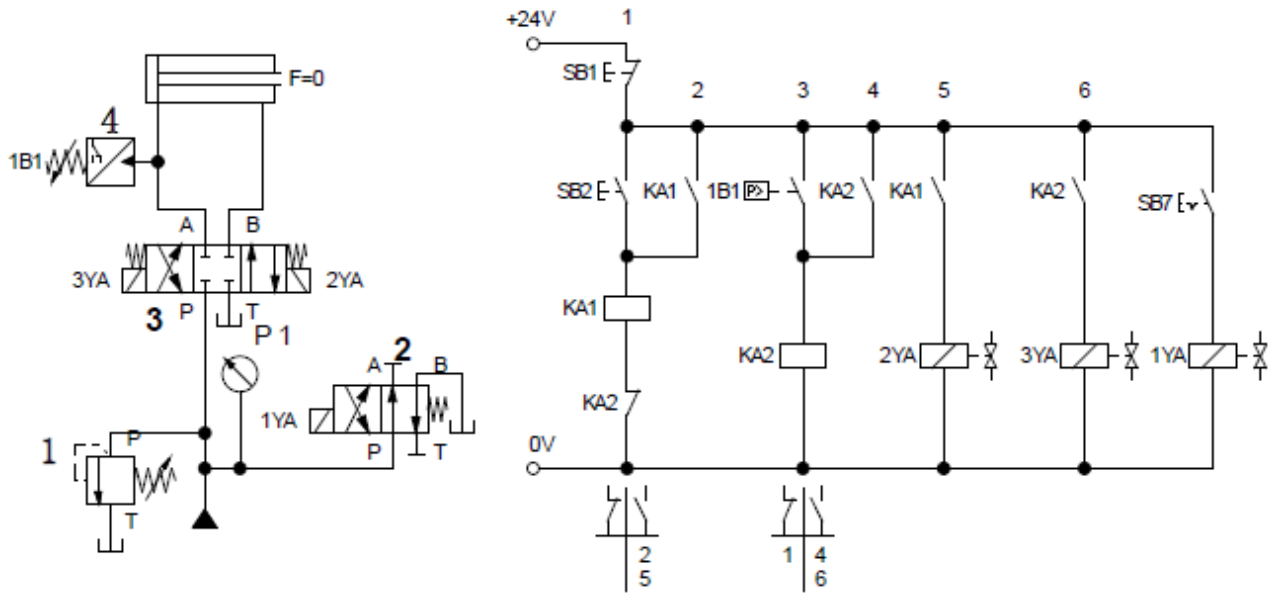 F=0
4
1B1
A B
3YA 2YA
3 P T
P1
2
A B
1YA
P T
1 P
T
+24V 1
SB1
2 3 4 5 6
SB2 KA1 1B1 P> KA2 KA1 KA2 SB7
KA1
KA2 2YA 3YA 1YA
KA2
0V
2 1 4
5 6